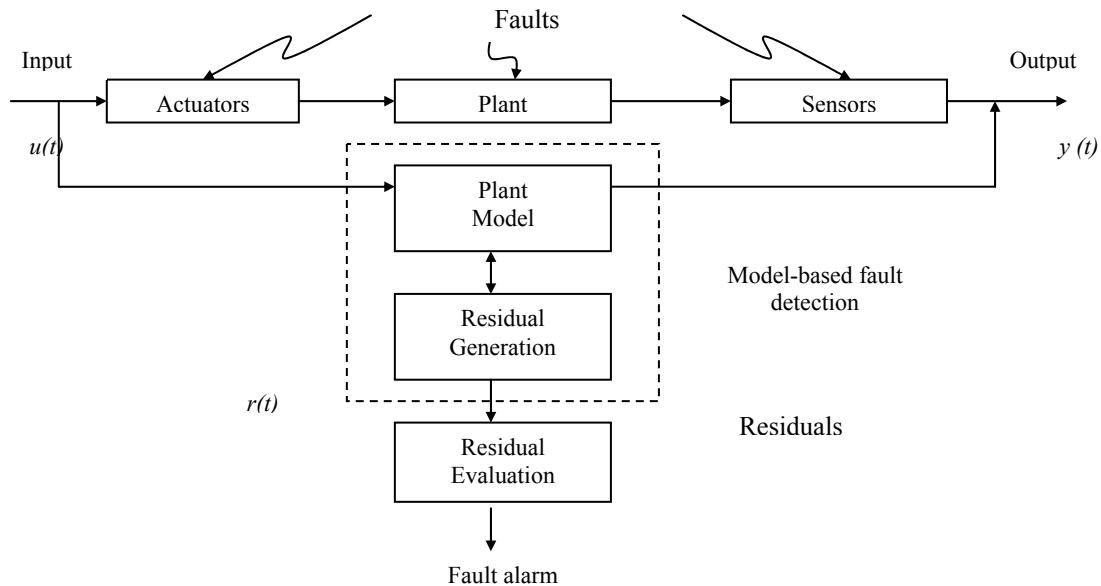 Faults
Input
Output
Actuators
Plant
Sensors
u(t)
y (t)
Plant
Model
Model-based fault
detection
Residual
Generation
r(t)
Residuals
Residual
Evaluation
Fault alarm